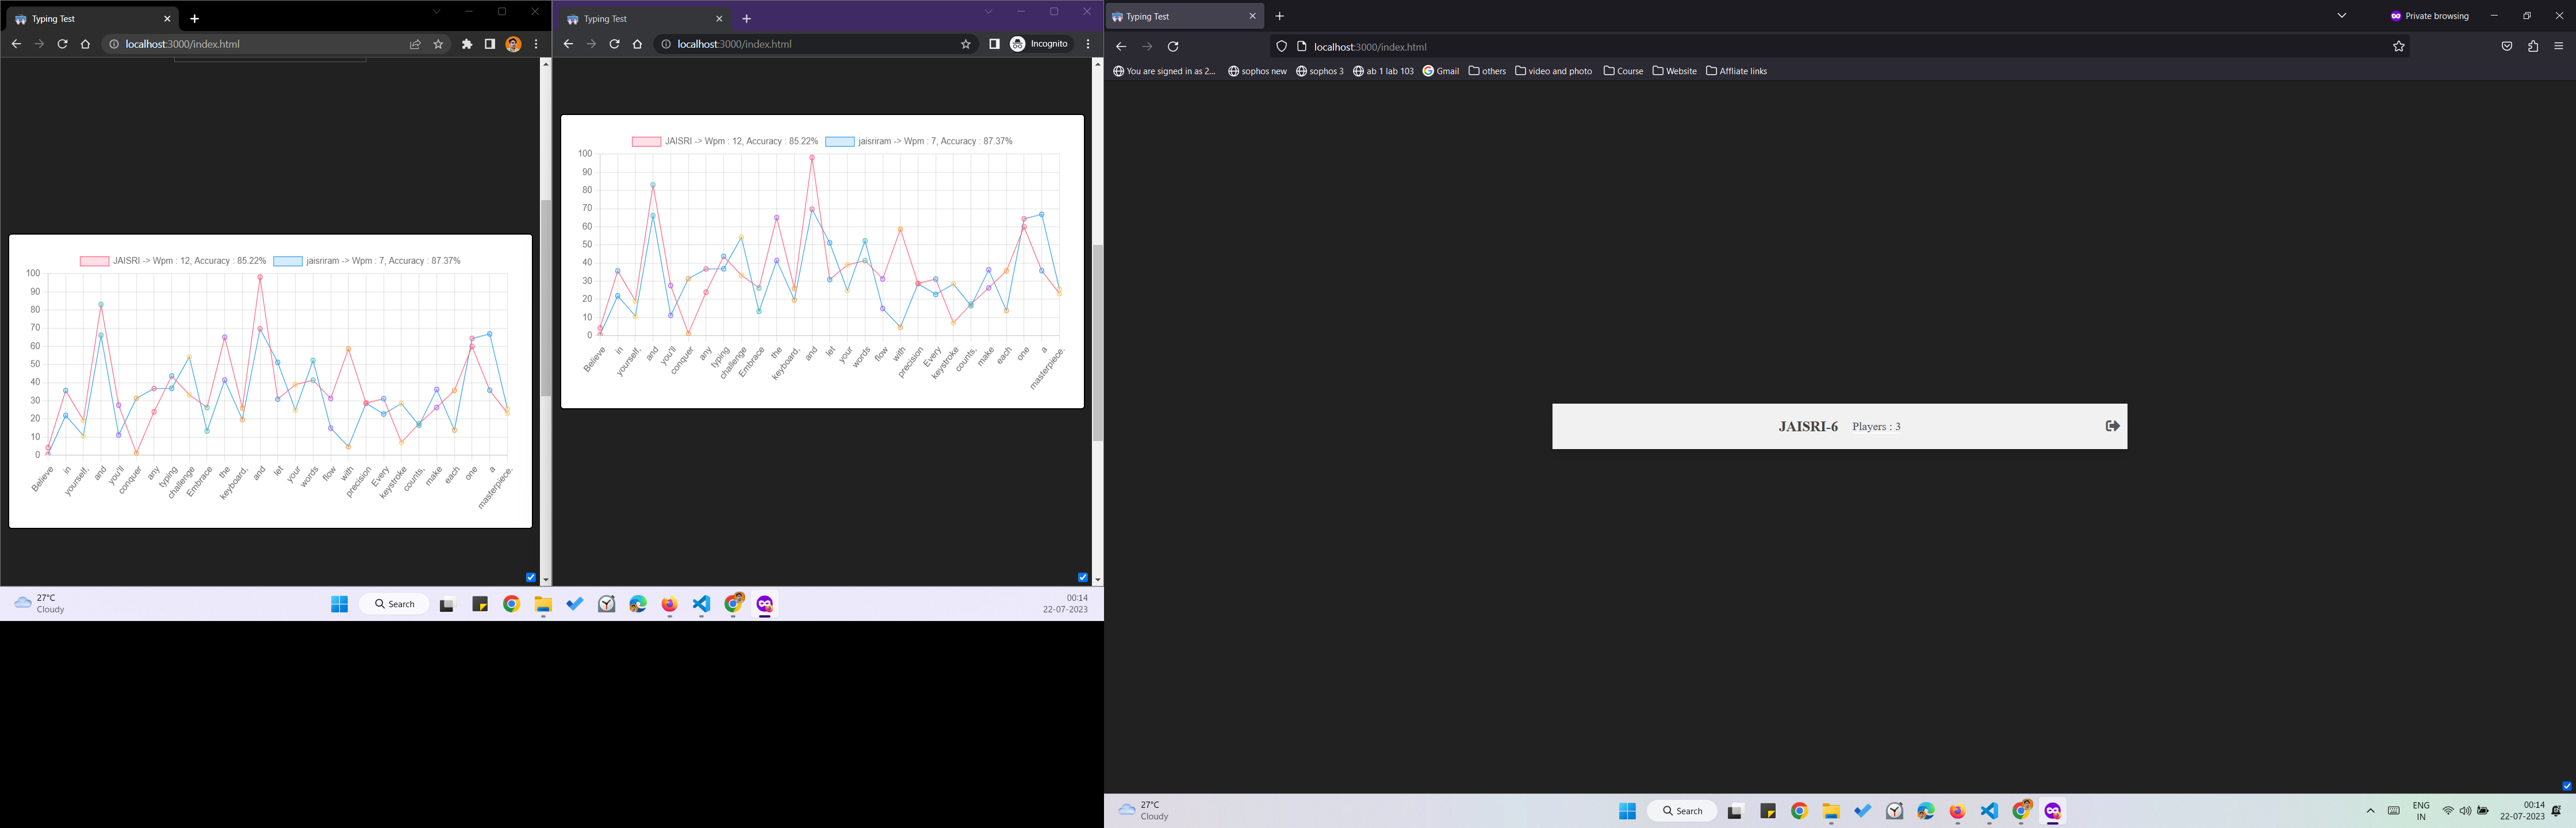 Typing Test
localhost:3000/index.html
JAISRI -> Wpm : 12, Accuracy : 85.22% jaisriram -> Wpm : 7, Accuracy : 87.37%
100
90
80
70
60
50
40
30
20
10
0
Believe in yourself, and you'll conquer any typing challenge Embrace the keyboard, and let your words flow with precision Every keystroke counts, make each one a masterpiece.
27°C
Cloudy
Search
Typing Test
localhost:3000/index.html
Incognito
JAISRI -> Wpm : 12, Accuracy : 85.22% jaisriram -> Wpm : 7, Accuracy : 87.37%
100
90
80
70
60
50
40
30
20
10
0
Believe in yourself, and you'll conquer any typing challenge Embrace the keyboard, and let your words flow with precision Every keystroke counts, make each one a masterpiece.
00:14
22-07-2023
Typing Test
Private browsing
localhost:3000/index.html
You are signed in as 2... sophos new sophos 3 ab 1 lab 103 Gmail others video and photo Course Website Affliate links
JAISRI-6 Players : 3
27°C
Cloudy
Search
ENG
IN
00:14
22-07-2023